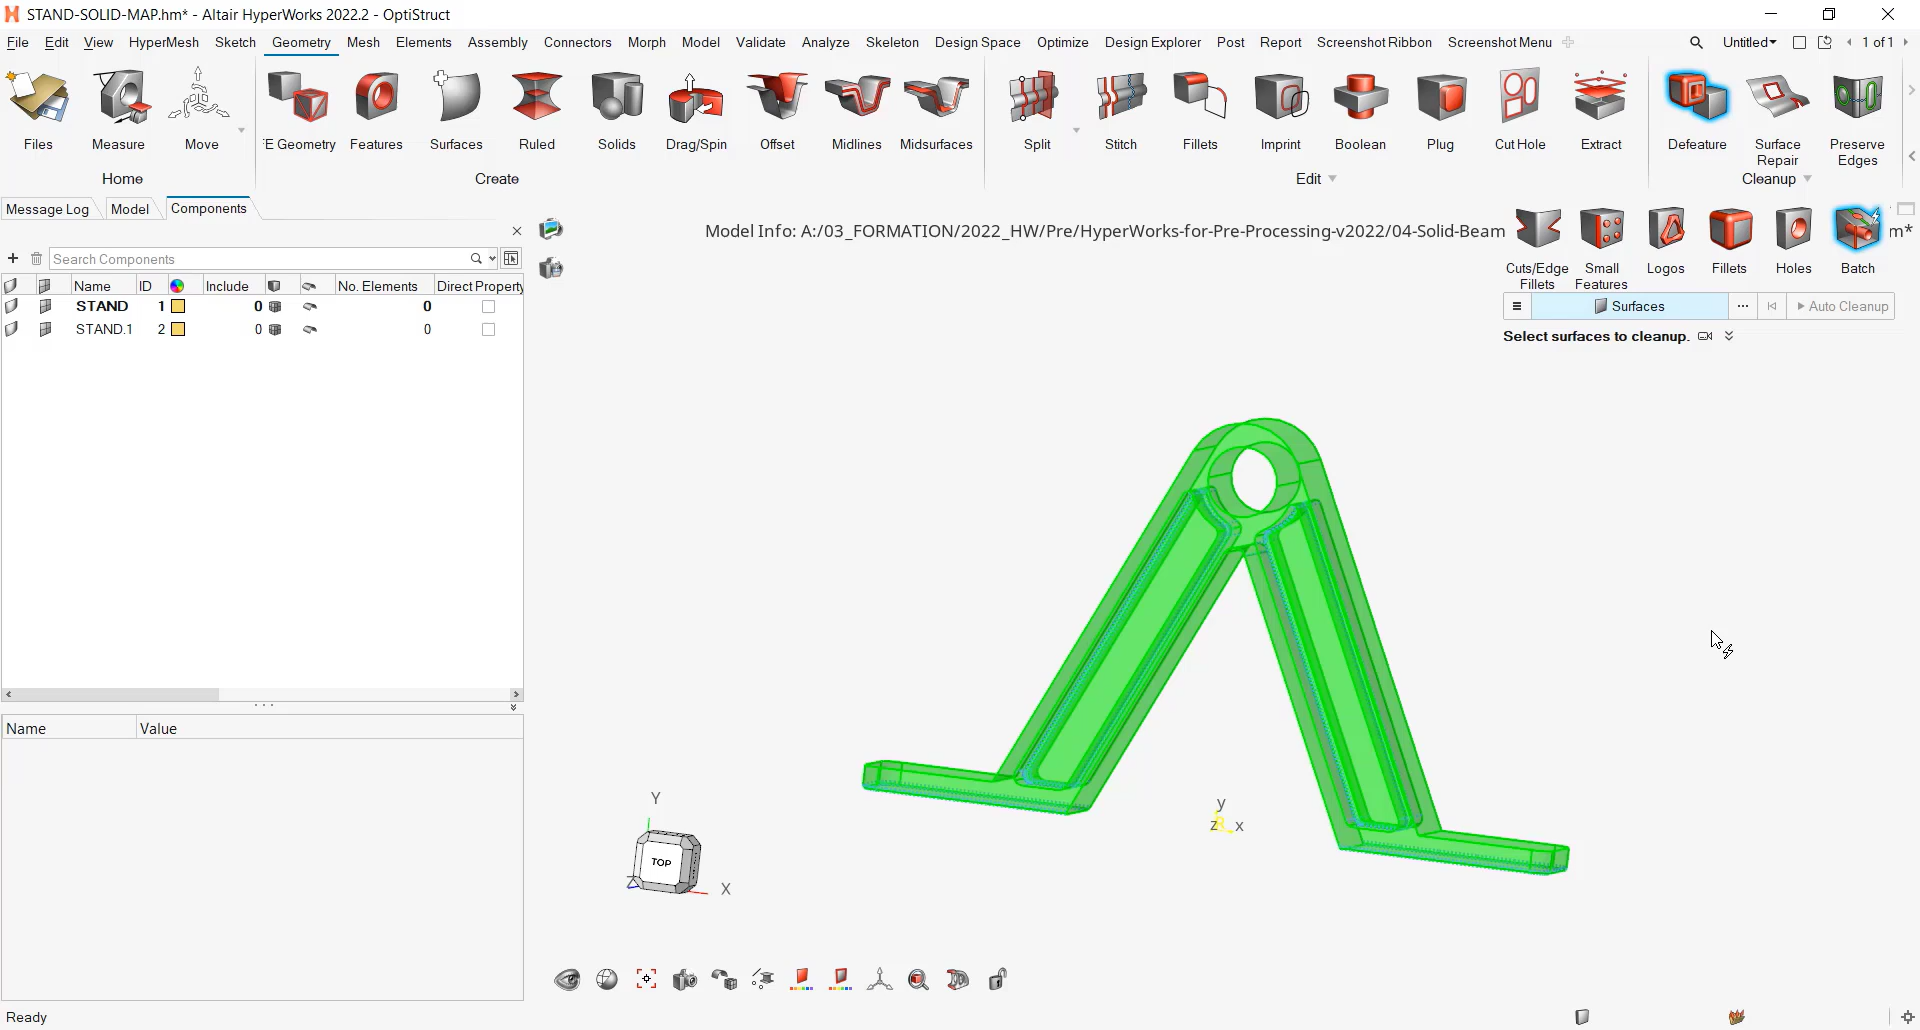 STAND-SOLID-MAP.hm* - Altair HyperWorks 2022.2 - OptiStruct
File Edit View HyperMesh Sketch Geometry Mesh Elements Assembly Connectors Morph Model Validate Analyze Skeleton Design Space Optimize Design Explorer Post Report Screenshot Ribbon Screenshot Menu Untitled 1 of 1
Files Measure Move E Geometry Features Surfaces Ruled Solids Drag/Spin Offset Midlines Midsurfaces Split Stitch Fillets Imprint Boolean Plug Cut Hole Extract Defeature Surface Repair Preserve Edges
Home Create Edit Cleanup
Message Log Model Components
Model Info: A:/03_FORMATION/2022_HW/Pre/HyperWorks-for-Pre-Processing-v2022/04-Solid-Beam
m*
Cuts/Edge Fillets Small Features Logos Fillets Holes Batch
Search Components
Name ID Include No. Elements Direct Property
STAND 1 0 0
STAND.1 2 0 0
Surfaces ... Auto Cleanup
Select surfaces to cleanup.
Name Value
Y
TOP
X
y
z x
Ready